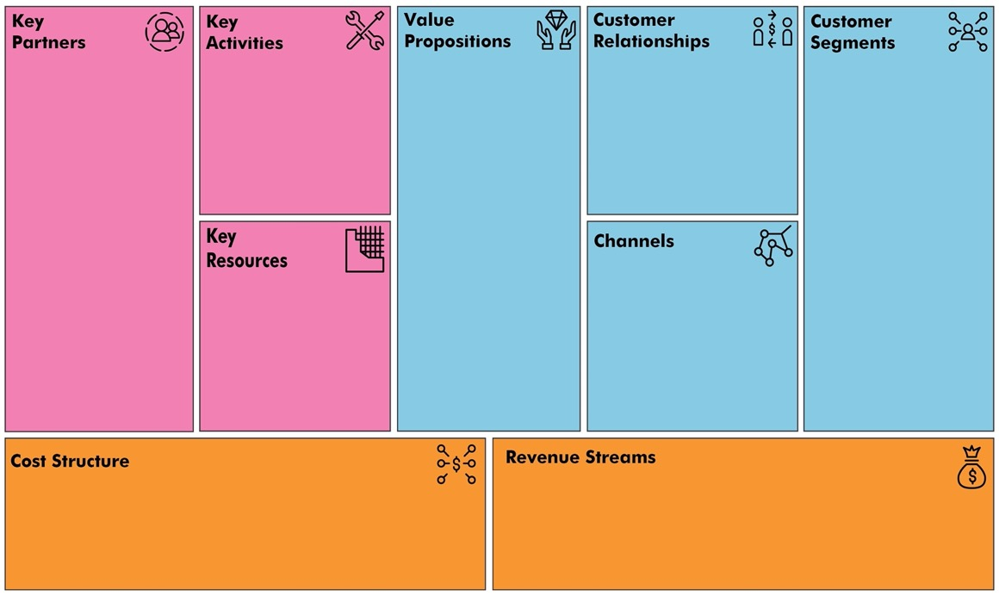 Key
Partners
Key
Activities
Value
Propositions
Customer
Relationships
Customer
Segments
Key
Resources
Channels
Cost Structure
$
Revenue Streams
$